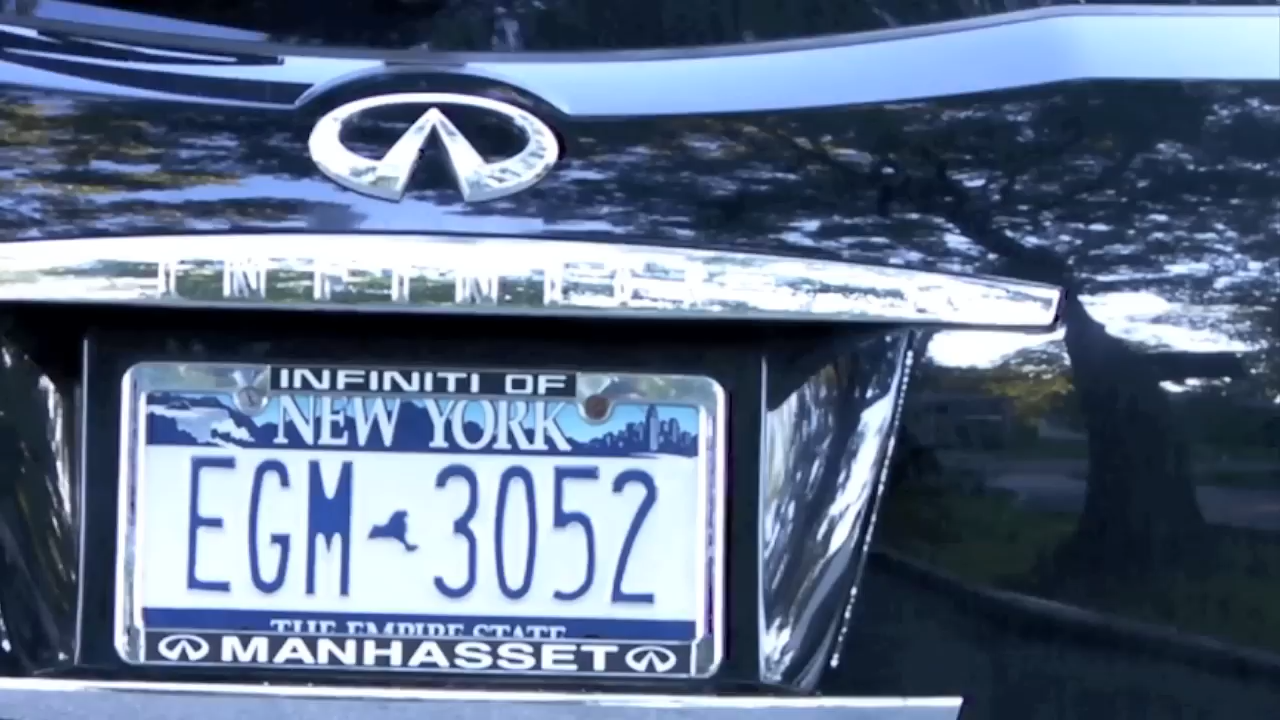 INFINITI
INFINITI OF
NEW YORK
EGM 3052
THE EMPIRE STATE
MANHASSET